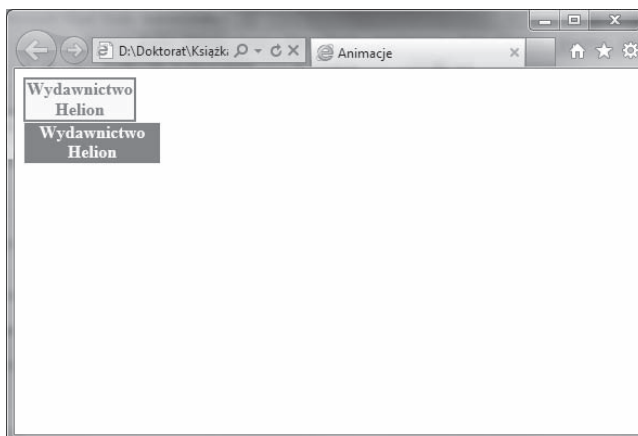 D:\Doktorat\Książk
Animacje
Wydawnictwo
Helion
Wydawnictwo
Helion